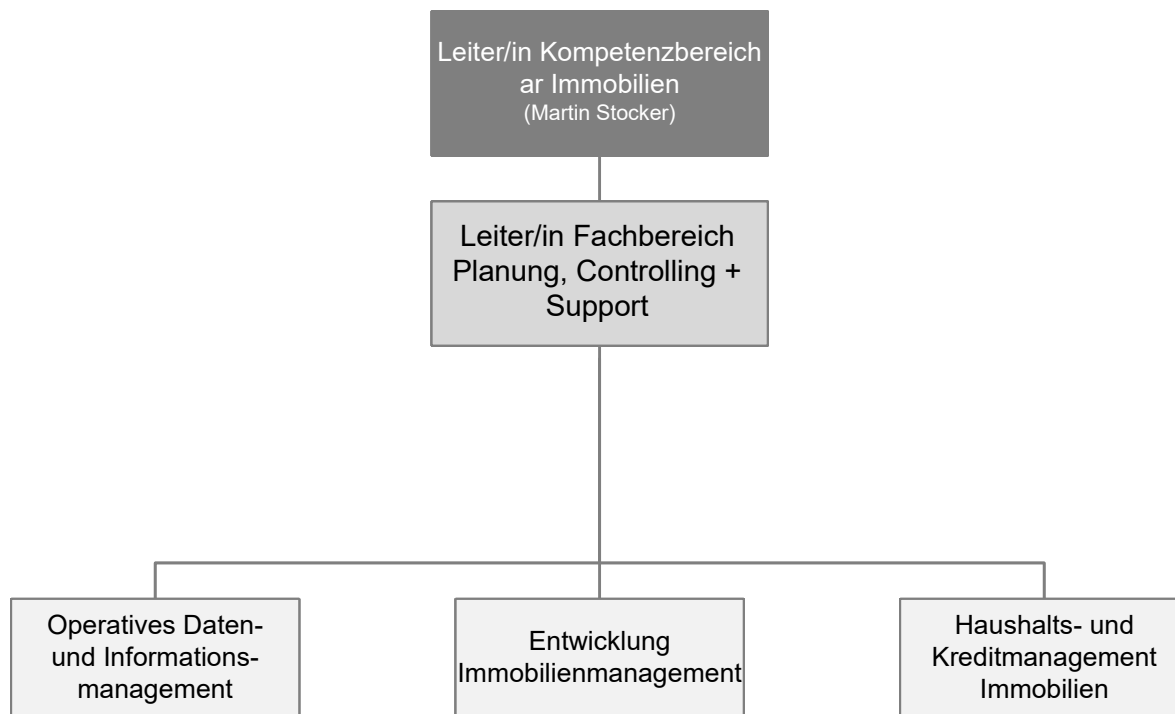 Leiter/in Kompetenzbereich
ar Immobilien
(Martin Stocker)
Leiter/in Fachbereich
Planung, Controlling +
Support
Operatives Daten-
und Informations-
management
Entwicklung
Immobilienmanagement
Haushalts- und
Kreditmanagement
Immobilien